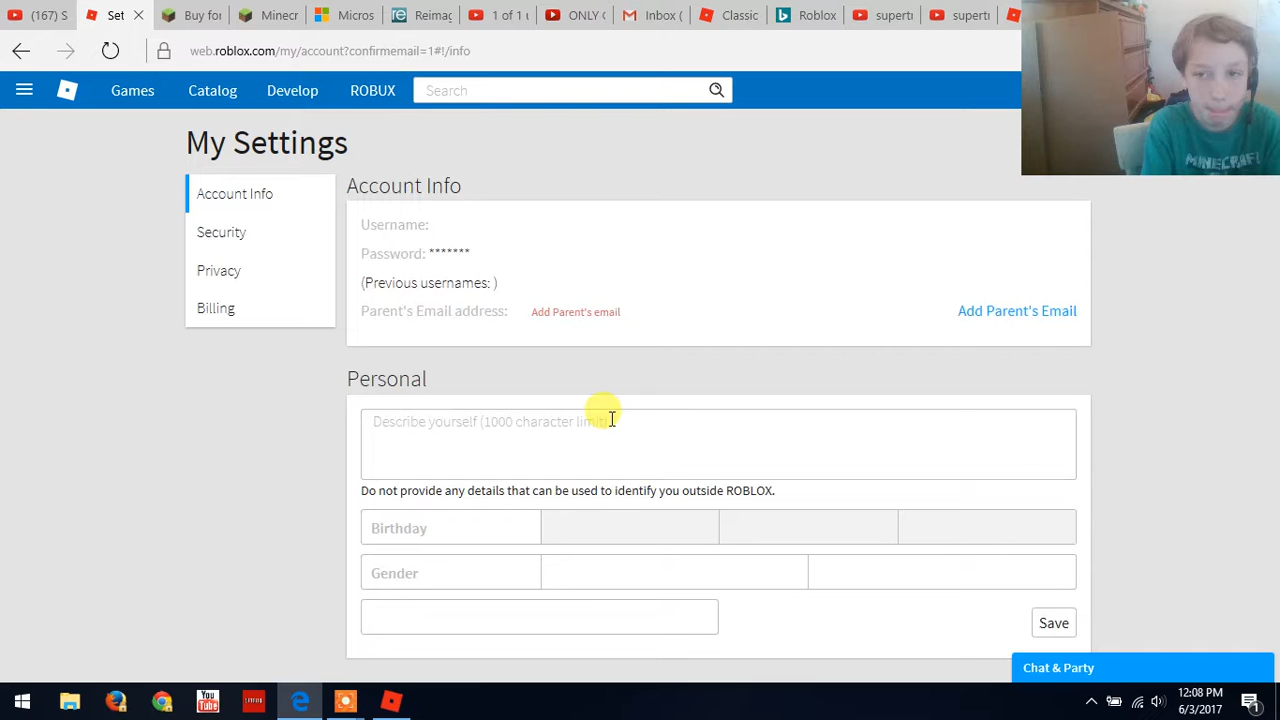 (167) S
Set
Buy for
Minecr
Micros
Reimag
1 of 1 u
ONLY
Inbox (
Classic
Roblox
supertr
supertr
web.roblox.com/my/account?confirmemail=1#!/info
Games
Catalog
Develop
ROBUX
Search
MINECRAFT
My Settings
Account Info
Security
Privacy
Billing
Account Info
Username:
Password: *******
(Previous usernames: )
Parent's Email address: Add Parent's email
Add Parent's Email
Personal
Describe yourself (1000 character limit)
Do not provide any details that can be used to identify you outside ROBLOX.
Birthday
Gender
Save
Chat & Party
You
Tube
12:08 PM
6/3/2017
1